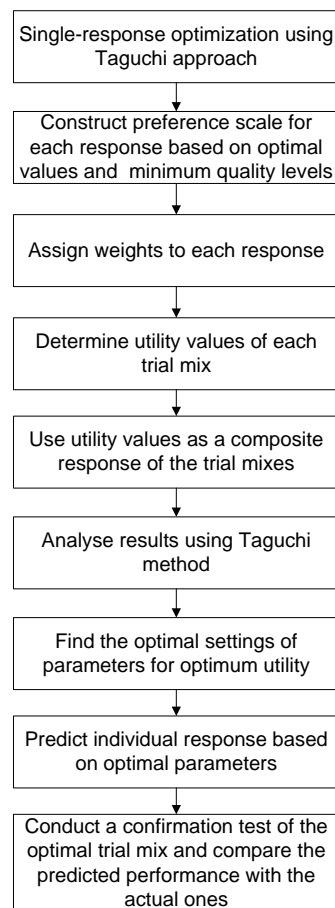 Single-response optimization using
Taguchi approach
Construct preference scale for
each response based on optimal
values and minimum quality levels
Assign weights to each response
Determine utility values of each
trial mix
Use utility values as a composite
response of the trial mixes
Analyse results using Taguchi
method
Find the optimal settings of
parameters for optimum utility
Predict individual response based
on optimal parameters
Conduct a confirmation test of the
optimal trial mix and compare the
predicted performance with the
actual ones